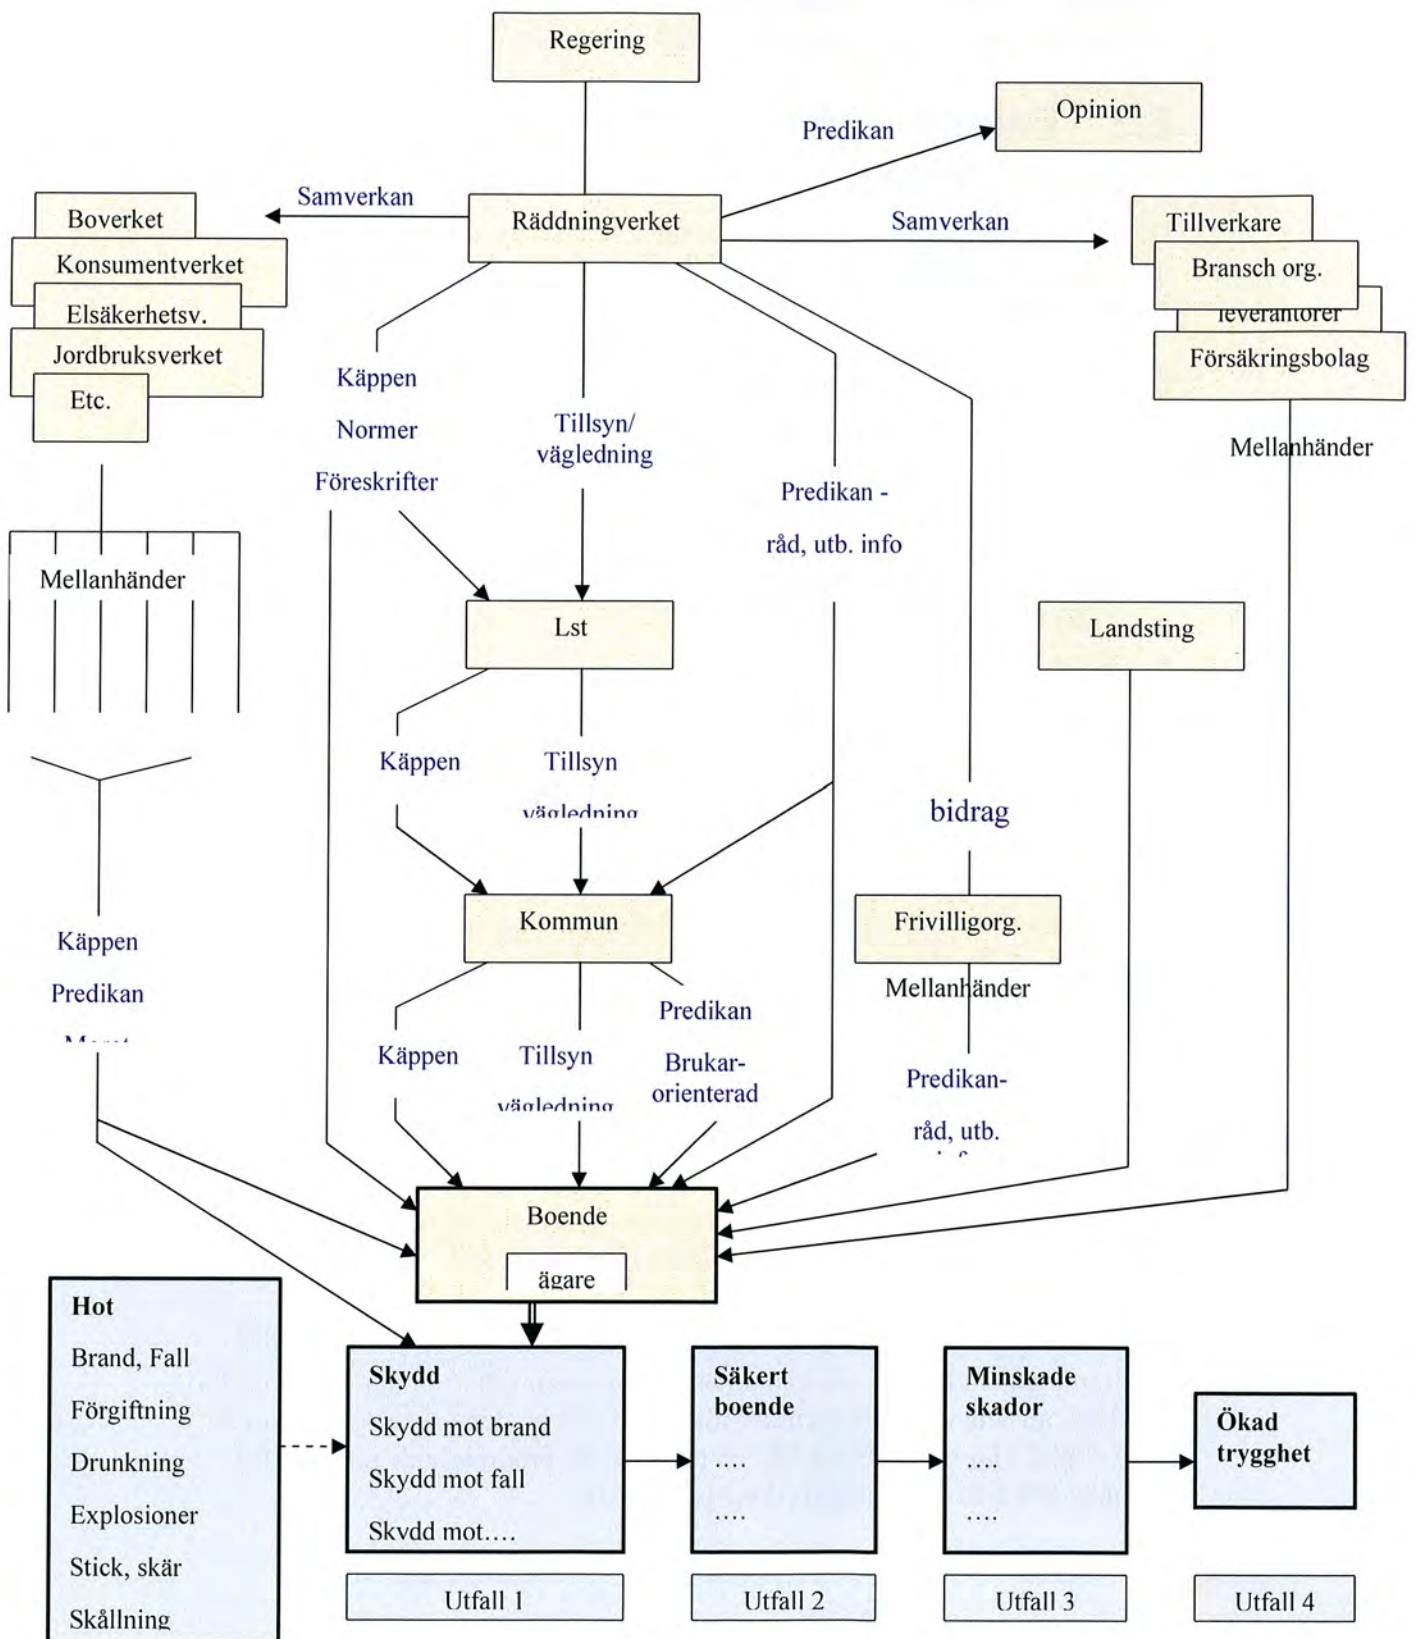 Regering
Opinion
Predikan
Samverkan
Räddningverket
Samverkan
Boverket
Konsumentverket
Elsäkerhetsv.
Jordbruksverket
Etc.
Tillverkare
Bransch org.
leverantörer
Försäkringsbolag
Mellanhänder
Käppen
Normer
Föreskrifter
Tillsyn/
vägledning
Predikan -
råd, utb. info
Mellanhänder
Lst
Landsting
Käppen
Tillsyn
vägledning
bidrag
Kommun
Frivilligorg.
Mellanhänder
Käppen
Predikan
Käppen
Tillsyn
vägledning
Predikan
Brukar-
orienterad
Predikan-
råd, utb.
Boende
ägare
Hot
Brand, Fall
Förgiftning
Drunkning
Explosioner
Stick, skär
Skållning
Skydd
Skydd mot brand
Skydd mot fall
Skydd mot....
Säkert
boende
....
....
Minskade
skador
....
....
Ökad
trygghet
Utfall 1
Utfall 2
Utfall 3
Utfall 4